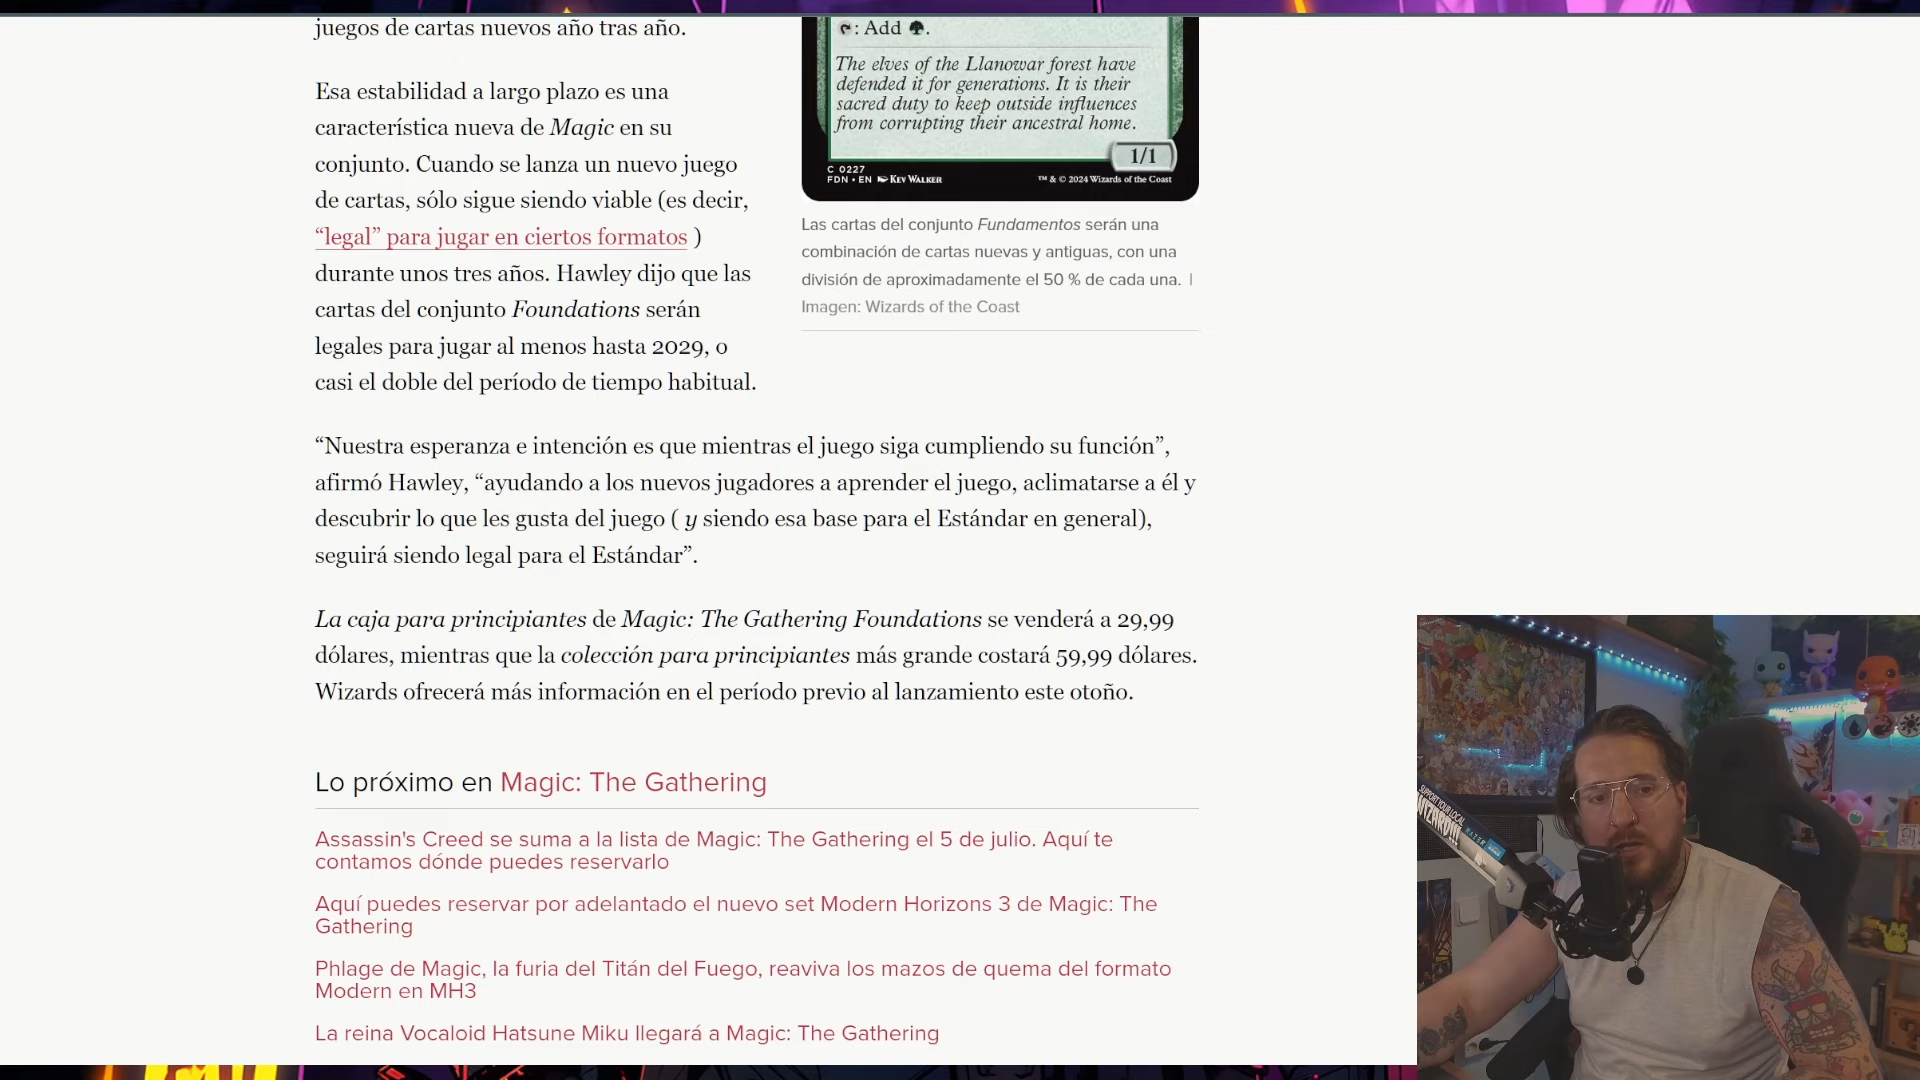 juegos de cartas nuevos año tras año.
Esa estabilidad a largo plazo es una
característica nueva de Magic en su
conjunto. Cuando se lanza un nuevo juego
de cartas, sólo sigue siendo viable (es decir,
“legal” para jugar en ciertos formatos )
durante unos tres años. Hawley dijo que las
cartas del conjunto Foundations serán
legales para jugar al menos hasta 2029, o
casi el doble del período de tiempo habitual.
: Add .
The elves of the Llanowar forest have
defended it for generations. It is their
sacred duty to keep outside influences
from corrupting their ancestral home.
1/1
C 0227
FDN • EN Kev Walker
™ & © 2024 Wizards of the Coast
Las cartas del conjunto Fundamentos serán una
combinación de cartas nuevas y antiguas, con una
división de aproximadamente el 50 % de cada una. |
Imagen: Wizards of the Coast
“Nuestra esperanza e intención es que mientras el juego siga cumpliendo su función”,
afirmó Hawley, “ayudando a los nuevos jugadores a aprender el juego, aclimatarse a él y
descubrir lo que les gusta del juego ( y siendo esa base para el Estándar en general),
seguirá siendo legal para el Estándar”.
La caja para principiantes de Magic: The Gathering Foundations se venderá a 29,99
dólares, mientras que la colección para principiantes más grande costará 59,99 dólares.
Wizards ofrecerá más información en el período previo al lanzamiento este otoño.
Lo próximo en Magic: The Gathering
Assassin's Creed se suma a la lista de Magic: The Gathering el 5 de julio. Aquí te
contamos dónde puedes reservarlo
Aquí puedes reservar por adelantado el nuevo set Modern Horizons 3 de Magic: The
Gathering
Phlage de Magic, la furia del Titán del Fuego, reaviva los mazos de quema del formato
Modern en MH3
La reina Vocaloid Hatsune Miku llegará a Magic: The Gathering
SUPPORT YOUR LOCAL
WIZARD
RAZER